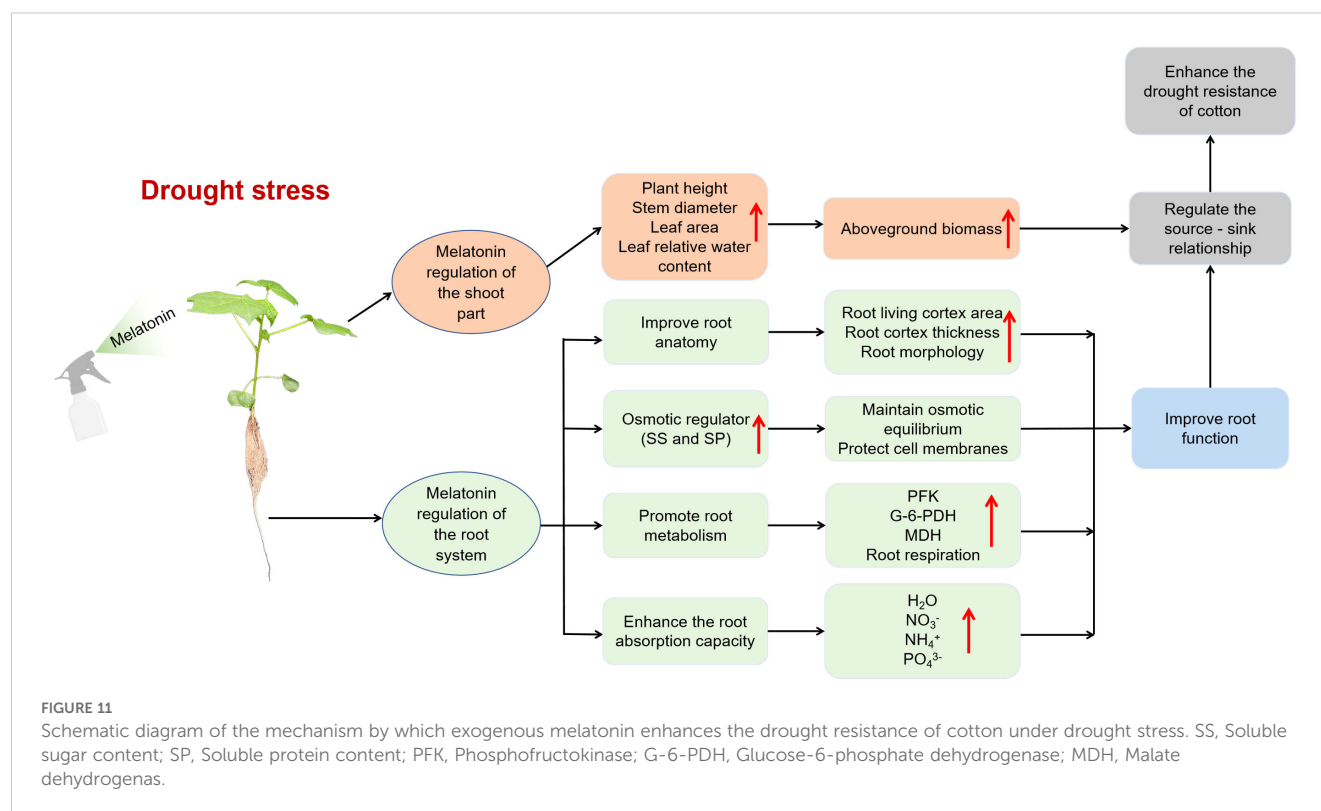 Enhance the
drought resistance
of cotton
Drought stress
Melatonin
Melatonin
regulation of
the shoot
part
Plant height
Stem diameter
Leaf area
Leaf relative water
content
Aboveground biomass
Regulate the
source - sink
relationship
Improve root
anatomy
Root living cortex area
Root cortex thickness
Root morphology
Osmotic regulator
(SS and SP)
Maintain osmotic
equilibrium
Protect cell membranes
Improve root
function
Melatonin
regulation of
the root
system
Promote root
metabolism
PFK
G-6-PDH
MDH
Root respiration
Enhance the root
absorption capacity
H₂O
NO₃⁻
NH₄⁺
PO₄³⁻
FIGURE 11
Schematic diagram of the mechanism by which exogenous melatonin enhances the drought resistance of cotton under drought stress. SS, Soluble
sugar content; SP, Soluble protein content; PFK, Phosphofructokinase; G-6-PDH, Glucose-6-phosphate dehydrogenase; MDH, Malate
dehydrogenas.